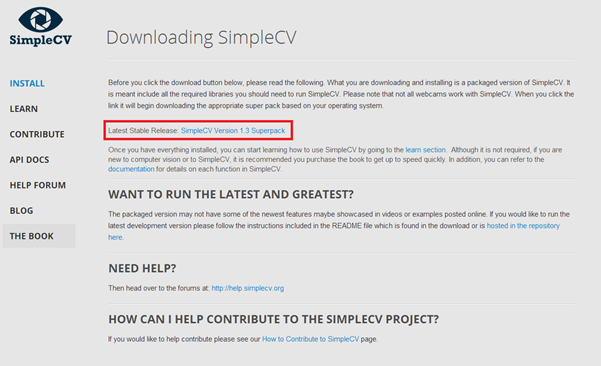 SimpleCV
Downloading SimpleCV
INSTALL
LEARN
CONTRIBUTE
API DOCS
HELP FORUM
BLOG
THE BOOK
Before you click the download button below, please read the following. What you are downloading and installing is a packaged version of SimpleCV. It
is meant include all the required libraries you should need to run SimpleCV. Please note that not all webcams work with SimpleCV. When you click the
link it will begin downloading the appropriate super pack based on your operating system.
Latest Stable Release: SimpleCV Version 1.3 Superpack
Once you have everything installed, you can start learning how to use SimpleCV by going to the learn section. Although it is not required, if you are
new to computer vision or to SimpleCV, it is recommended you purchase the book to get up to speed quickly. In addition, you can refer to the
documentation for details on each function in SimpleCV.
WANT TO RUN THE LATEST AND GREATEST?
The packaged version may not have some of the newest features maybe showcased in videos or examples posted online. If you would like to run the
latest development version please follow the instructions included in the README file which is found in the download or is hosted in the repository
here.
NEED HELP?
Then head over to the forums at: http://help.simplecv.org
HOW CAN I HELP CONTRIBUTE TO THE SIMPLECV PROJECT?
If you would like to help contribute please see our How to Contribute to SimpleCV page.